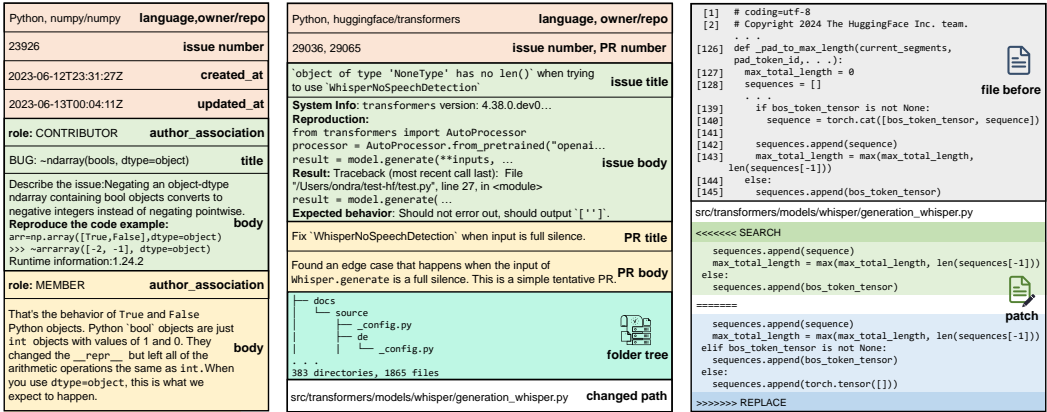 Python, numpy/numpy language,owner/repo
23926 issue number
2023-06-12T23:31:27Z created_at
2023-06-13T00:04:11Z updated_at
role: CONTRIBUTOR author_association
BUG: ~ndarray(bools, dtype=object) title
Describe the issue:Negating an object-dtype
ndarray containing bool objects converts to
negative integers instead of negating pointwise.
Reproduce the code example: body
arr=np.array([True,False],dtype=object)
>>> ~arrarray([-2, -1], dtype=object)
Runtime information:1.24.2
role: MEMBER author_association
That's the behavior of True and False
Python objects. Python `bool` objects are just
int objects with values of 1 and 0. They
changed the __repr__ but left all of the body
arithmetic operations the same as int.When
you use dtype=object, this is what we
expect to happen.
Python, huggingface/transformers language, owner/repo
29036, 29065 issue number, PR number
`object of type 'NoneType' has no len()` when trying issue title
to use `WhisperNoSpeechDetection`
System Info: transformers version: 4.38.0.dev0…
Reproduction:
from transformers import AutoProcessor
processor = AutoProcessor.from_pretrained("openai…
result = model.generate(**inputs, … issue body
Result: Traceback (most recent call last): File
"/Users/ondra/test-hf/test.py", line 27, in <module>
result = model.generate( …
Expected behavior: Should not error out, should output `['']`.
Fix `WhisperNoSpeechDetection` when input is full silence. PR title
Found an edge case that happens when the input of PR body
Whisper.generate is a full silence. This is a simple tentative PR.
├── docs
│ └── source
│ ├── _config.py
│ ├── de
│ │ └── _config.py
folder tree
. . .
383 directories, 1865 files
src/transformers/models/whisper/generation_whisper.py changed path
[1] # coding=utf-8
[2] # Copyright 2024 The HuggingFace Inc. team.
. . .
[126] def _pad_to_max_length(current_segments,
pad_token_id,. . .):
[127] max_total_length = 0
[128] sequences = []
file before
. . .
[139] if bos_token_tensor is not None:
[140] sequence = torch.cat([bos_token_tensor, sequence])
[141]
[142] sequences.append(sequence)
[143] max_total_length = max(max_total_length,
len(sequences[-1]))
[144] else:
[145] sequences.append(bos_token_tensor)
src/transformers/models/whisper/generation_whisper.py
<<<<<<< SEARCH
sequences.append(sequence)
max_total_length = max(max_total_length, len(sequences[-1]))
else:
sequences.append(bos_token_tensor)
=======
patch
sequences.append(sequence)
max_total_length = max(max_total_length, len(sequences[-1]))
elif bos_token_tensor is not None:
sequences.append(bos_token_tensor)
else:
sequences.append(torch.tensor([]))
>>>>>>> REPLACE